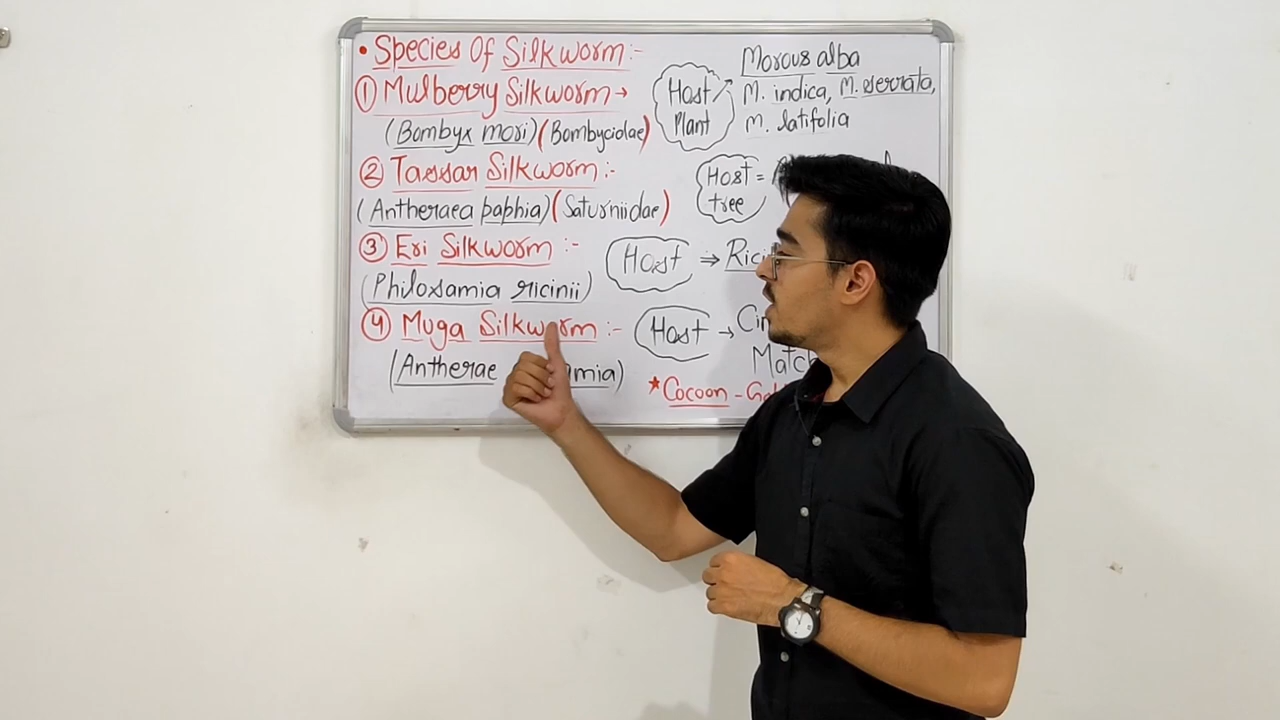 • Species Of Silkworm:-
① Mulberry Silkworm →
(Bombyx mori) (Bombycidae)
Host Plant
Morous alba
M. indica, M. serrata,
M. latifolia
② Tassar Silkworm :-
(Antheraea paphia) (Saturniidae)
Host = tree
③ Eri Silkworm :-
(Philosamia ricinii)
Host ⇒
④ Muga Silkworm :-
(Antherae
Host →
* Cocoon -